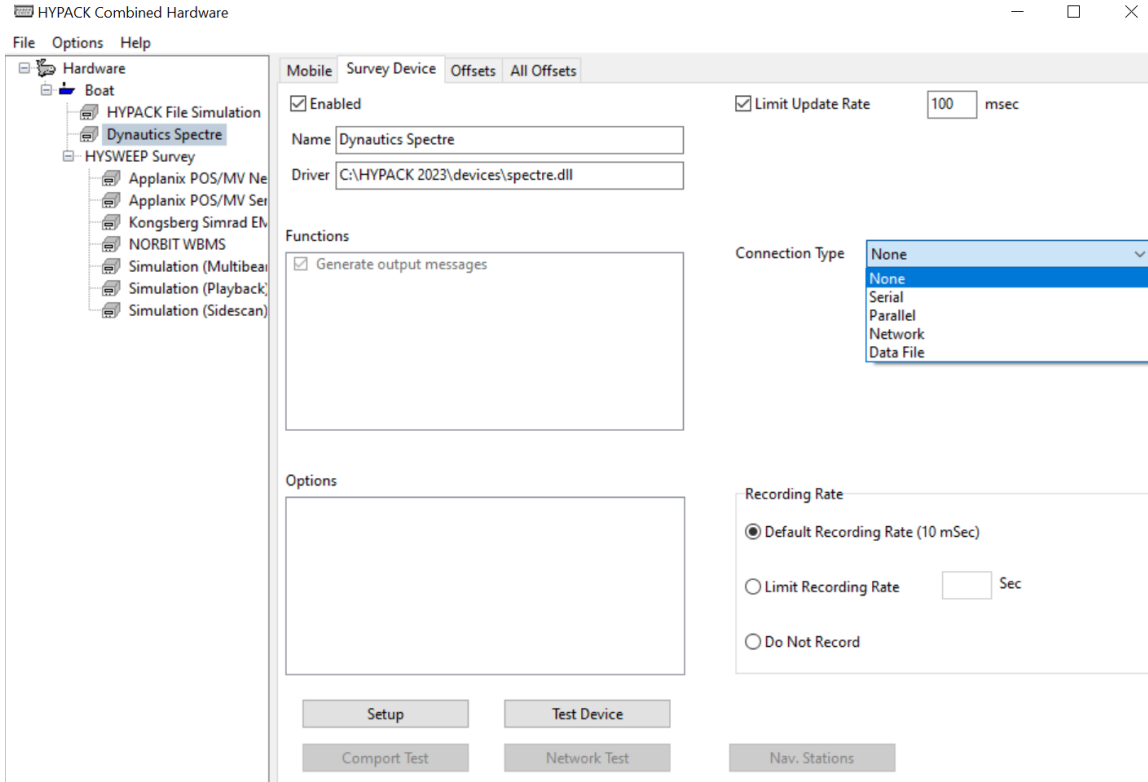 HYPACK Combined Hardware
File Options Help
Hardware
Boat
HYPACK File Simulation
Dynautics Spectre
HYSWEEP Survey
Applanix POS/MV Ne
Applanix POS/MV Ser
Kongsberg Simrad EM
NORBIT WBMS
Simulation (Multibear
Simulation (Playback)
Simulation (Sidescan)
Mobile Survey Device Offsets All Offsets
Enabled
Name Dynautics Spectre
Driver C:\HYPACK 2023\devices\spectre.dll
Functions
Generate output messages
Options
Setup Test Device
Comport Test Network Test Nav. Stations
Limit Update Rate 100 msec
Connection Type None
None
Serial
Parallel
Network
Data File
Recording Rate
Default Recording Rate (10 mSec)
Limit Recording Rate Sec
Do Not Record